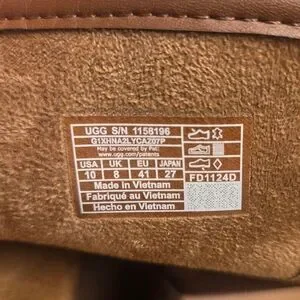 UGG S/N 1158196
G1XHNA2LYCAZ07P
May be covered by Pat:
www.ugg.com/patents
USA UK EU JAPAN
10 8 41 27
FD1124D
Made in Vietnam
Fabriqué au Vietnam
Hecho en Vietnam